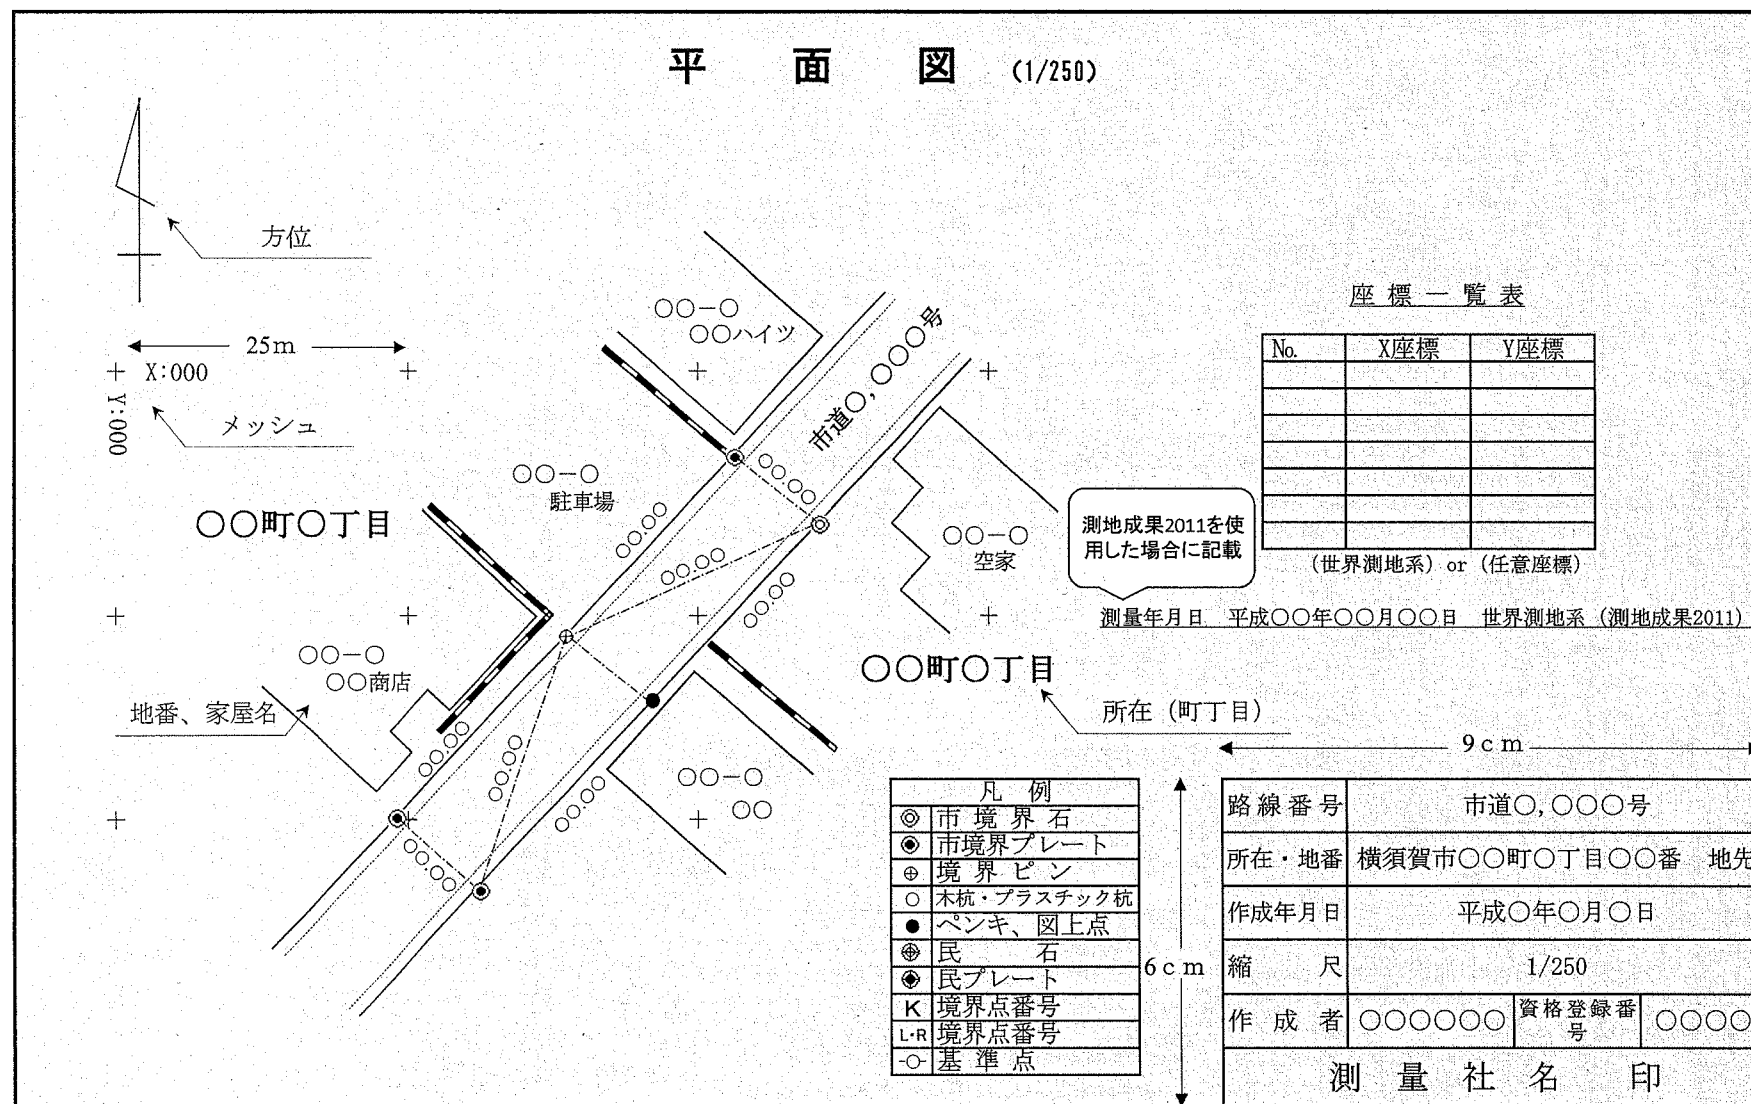 平面図 (1/250)
方位
25m
X:000
Y:000
メッシュ
○○－○
○○ハイツ
市道○,○○○号
○○○○
○○－○
駐車場
○○.○○
○○町○丁目
○○○○
○○－○
空家
○○.○○
○○－○
○○商店
地番、家屋名
○○町○丁目
所在（町丁目）
○○.○○
○○.○○
○○.○○
○○－○
○○
○○○○
座標一覧表
No. X座標 Y座標
(世界測地系) or (任意座標)
測地成果2011を使
用した場合に記載
測量年月日 平成○○年○○月○○日 世界測地系（測地成果2011）
凡例
◎ 市境界石
市境界プレート
⊕ 境界ピン
○ 木杭・プラスチック杭
● ペンキ、図上点
民石
民プレート
K 境界点番号
L･R 境界点番号
-○- 基準点
9cm
6cm
路線番号 市道○,○○○号
所在・地番 横須賀市○○町○丁目○○番 地先
作成年月日 平成○年○月○日
縮尺 1/250
作成者 ○○○○○○ 資格登録番号 ○○○○
測量社名 印